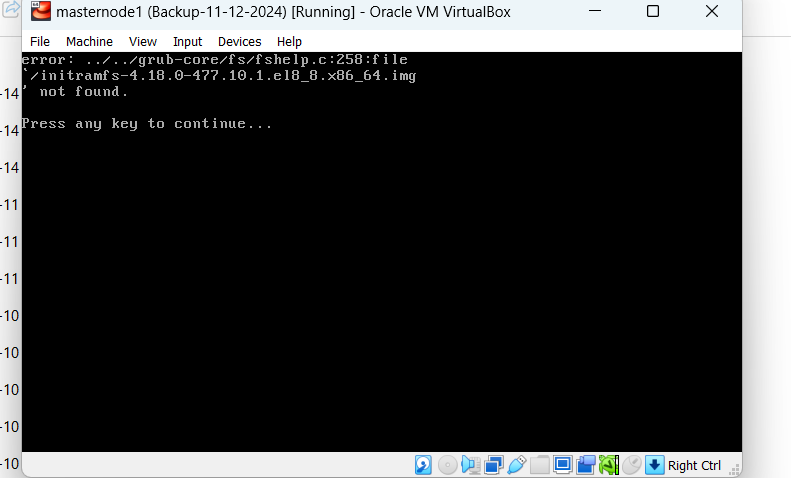 masternode1 (Backup-11-12-2024) [Running] - Oracle VM VirtualBox
File Machine View Input Devices Help
error: ../../grub-core/fs/fshelp.c:258:file
`/initramfs-4.18.0-477.10.1.el8_8.x86_64.img
' not found.
Press any key to continue...
-14
-14
-14
-11
-11
-11
-10
-10
-10
-10
-10
Right Ctrl